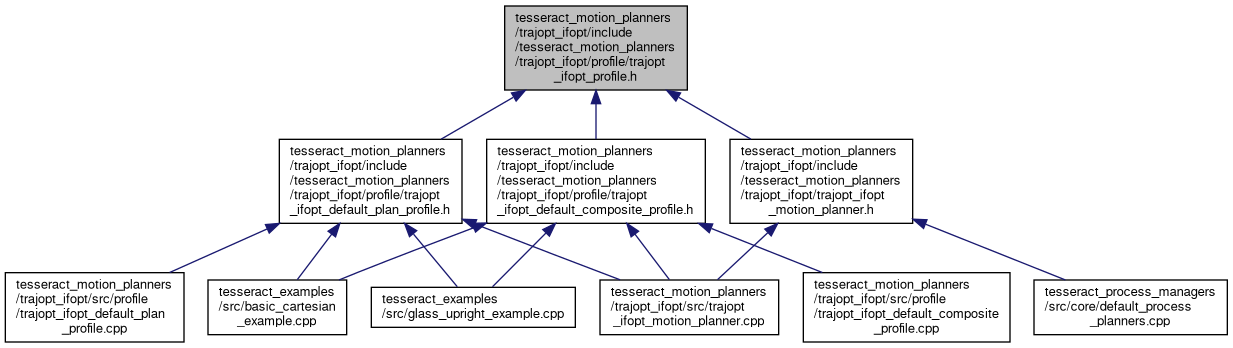 tesseract_motion_planners
/trajopt_ifopt/include
/tesseract_motion_planners
/trajopt_ifopt/profile/trajopt
_ifopt_profile.h
tesseract_motion_planners
/trajopt_ifopt/include
/tesseract_motion_planners
/trajopt_ifopt/profile/trajopt
_ifopt_default_plan_profile.h
tesseract_motion_planners
/trajopt_ifopt/include
/tesseract_motion_planners
/trajopt_ifopt/profile/trajopt
_ifopt_default_composite_profile.h
tesseract_motion_planners
/trajopt_ifopt/include
/tesseract_motion_planners
/trajopt_ifopt/trajopt_ifopt
_motion_planner.h
tesseract_motion_planners
/trajopt_ifopt/src/profile
/trajopt_ifopt_default_plan
_profile.cpp
tesseract_examples
/src/basic_cartesian
_example.cpp
tesseract_examples
/src/glass_upright_example.cpp
tesseract_motion_planners
/trajopt_ifopt/src/trajopt
_ifopt_motion_planner.cpp
tesseract_motion_planners
/trajopt_ifopt/src/profile
/trajopt_ifopt_default_composite
_profile.cpp
tesseract_process_managers
/src/core/default_process
_planners.cpp